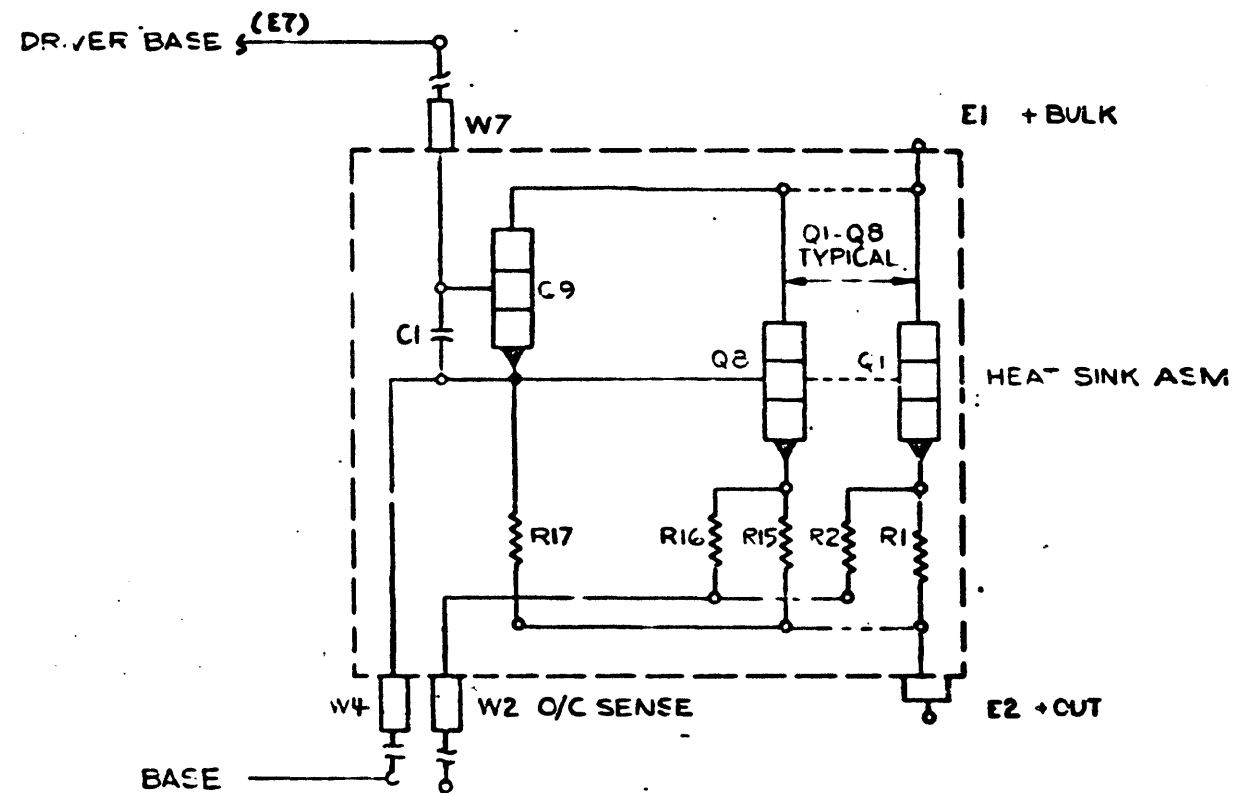 (E7)
DRIVER BASE
W7
E1 + BULK
Q1-Q8
TYPICAL
C9
C1
Q8
Q1
HEAT SINK ASM
R17
R16
R15
R2
R1
W4
W2 O/C SENSE
E2 + OUT
BASE